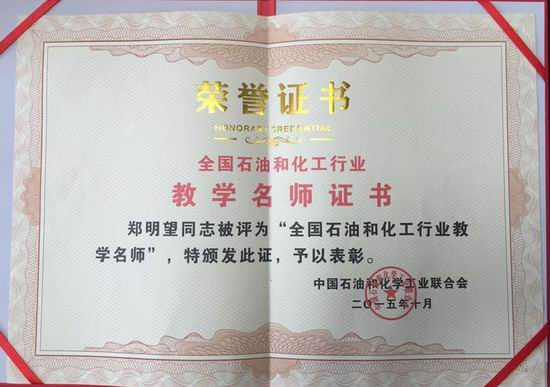 荣誉证书
HONORARY CREDENTIAL
全国石油和化工行业
教学名师证书
郑明望同志被评为“全国石油和化工行业教
学名师”，特颁发此证，予以表彰。
中国石油和化学工业联合会
二〇一五年十月